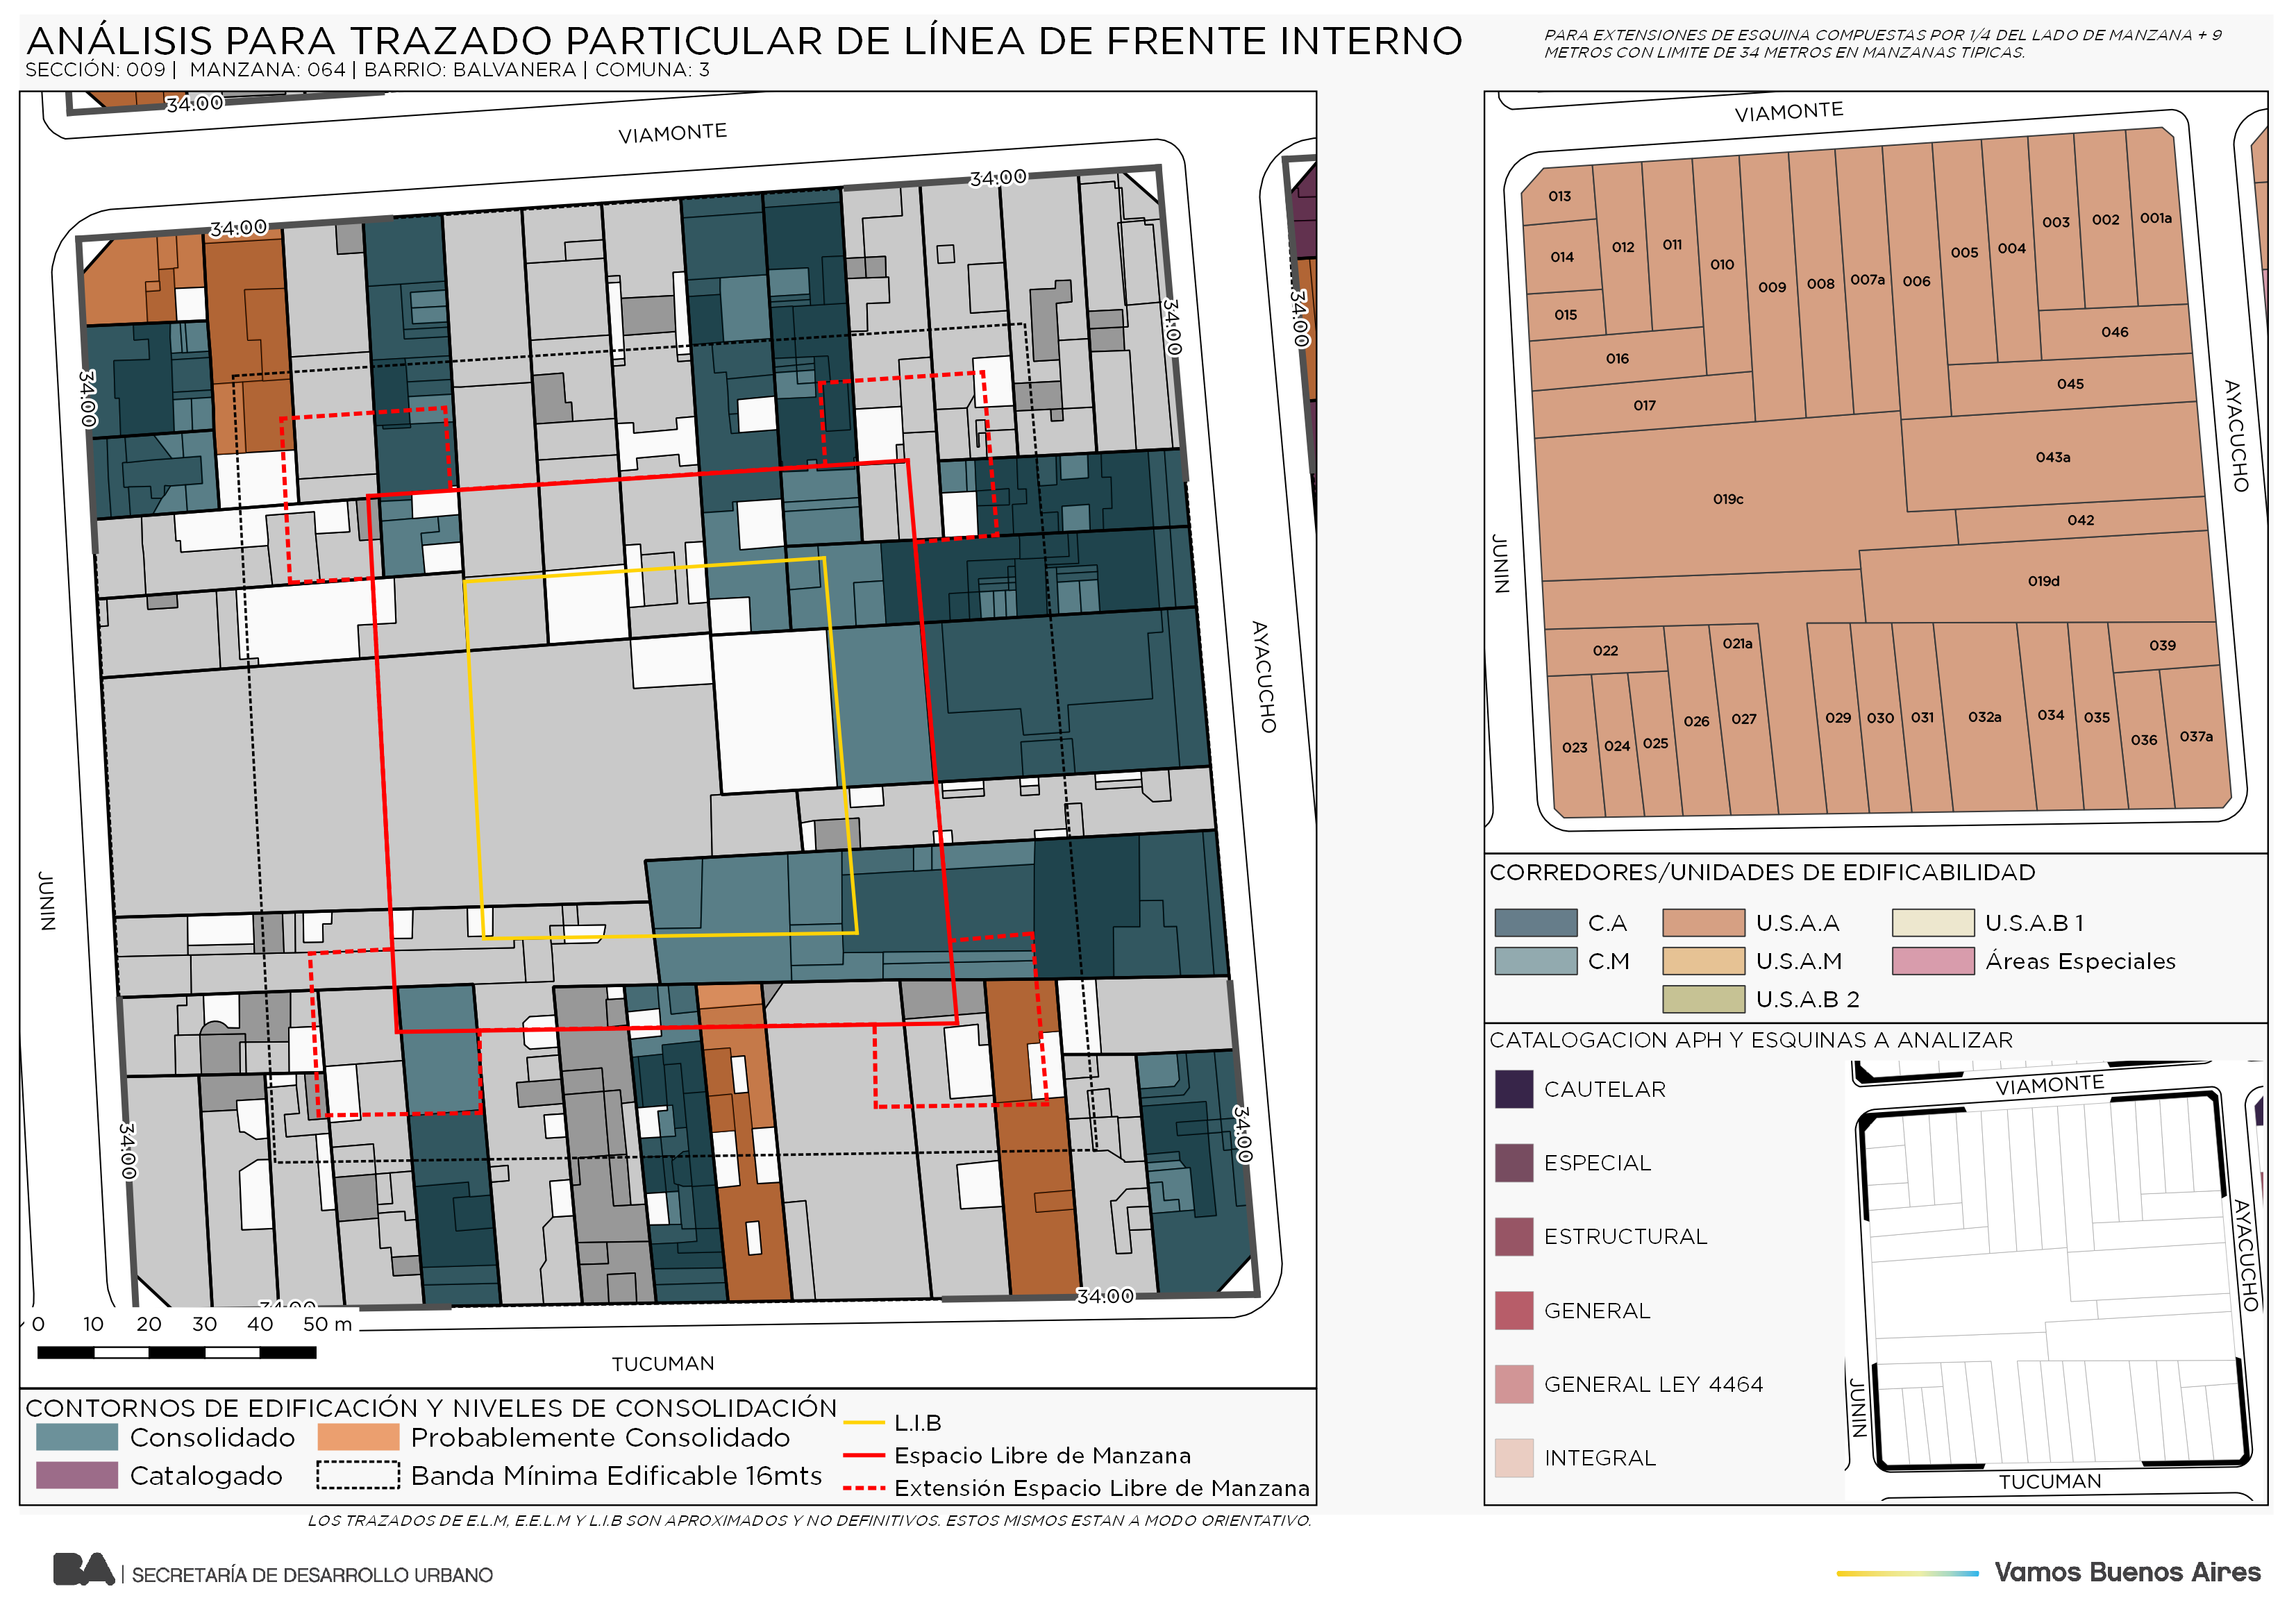 ANÁLISIS PARA TRAZADO PARTICULAR DE LÍNEA DE FRENTE INTERNO
SECCIÓN: 009 | MANZANA: 064 | BARRIO: BALVANERA | COMUNA: 3
PARA EXTENSIONES DE ESQUINA COMPUESTAS POR 1/4 DEL LADO DE MANZANA + 9
METROS CON LIMITE DE 34 METROS EN MANZANAS TIPICAS.
34.00
VIAMONTE
34.00
34.00
34.00
34.00
34.00
AYACUCHO
JUNIN
34.00
34.00
34.00
34.00
0 10 20 30 40 50 m
TUCUMAN
CONTORNOS DE EDIFICACIÓN Y NIVELES DE CONSOLIDACIÓN
Consolidado
Probablemente Consolidado
Catalogado
Banda Mínima Edificable 16mts
L.I.B
Espacio Libre de Manzana
Extensión Espacio Libre de Manzana
LOS TRAZADOS DE E.L.M, E.E.L.M Y L.I.B SON APROXIMADOS Y NO DEFINITIVOS. ESTOS MISMOS ESTAN A MODO ORIENTATIVO.
VIAMONTE
013
014
015
012
011
010
009
008
007a
006
005
004
003
002
001a
016
017
046
045
043a
042
019c
019d
AYACUCHO
JUNIN
022
021a
039
023
024
025
026
027
029
030
031
032a
034
035
036
037a
CORREDORES/UNIDADES DE EDIFICABILIDAD
C.A
U.S.A.A
U.S.A.B 1
C.M
U.S.A.M
Áreas Especiales
U.S.A.B 2
CATALOGACION APH Y ESQUINAS A ANALIZAR
CAUTELAR
ESPECIAL
ESTRUCTURAL
GENERAL
GENERAL LEY 4464
INTEGRAL
VIAMONTE
AYACUCHO
JUNIN
TUCUMAN
BA | SECRETARÍA DE DESARROLLO URBANO
Vamos Buenos Aires